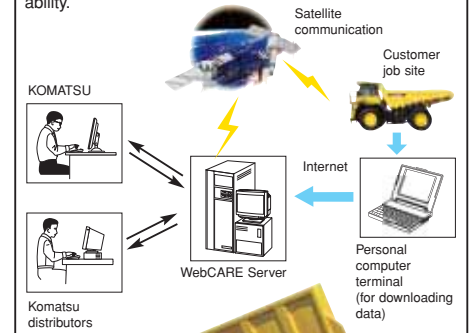 ability.
Satellite
communication
Customer
job site
KOMATSU
Internet
WebCARE Server
Personal
computer
terminal
(for downloading
data)
Komatsu
distributors